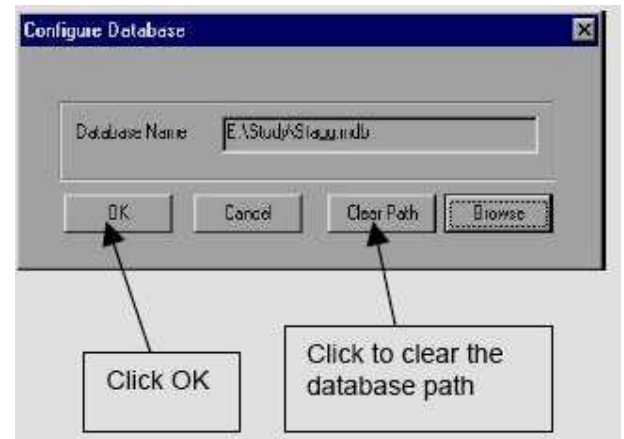 Configure Database
Database Name E:\Study\Stagg.mdb
OK Cancel Clear Path Browse
Click OK
Click to clear the
database path